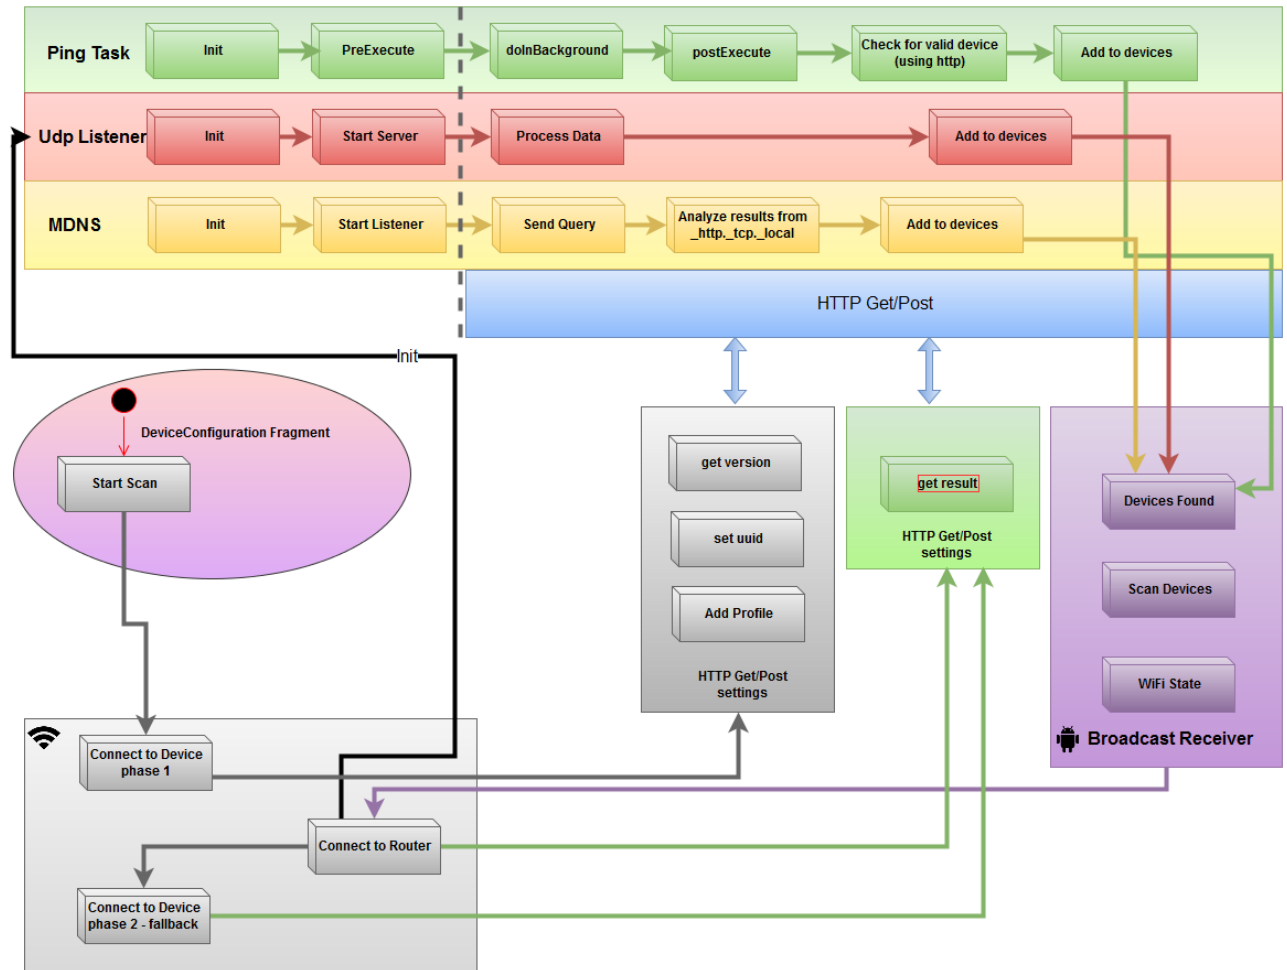 Ping Task
Init
PreExecute
doInBackground
postExecute
Check for valid device
(using http)
Add to devices
Udp Listener
Init
Start Server
Process Data
Add to devices
MDNS
Init
Start Listener
Send Query
Analyze results from
_http._tcp._local
Add to devices
HTTP Get/Post
Init
DeviceConfiguration Fragment
Start Scan
get version
set uuid
Add Profile
HTTP Get/Post
settings
get result
HTTP Get/Post
settings
Devices Found
Scan Devices
WiFi State
Broadcast Receiver
Connect to Device
phase 1
Connect to Router
Connect to Device
phase 2 - fallback